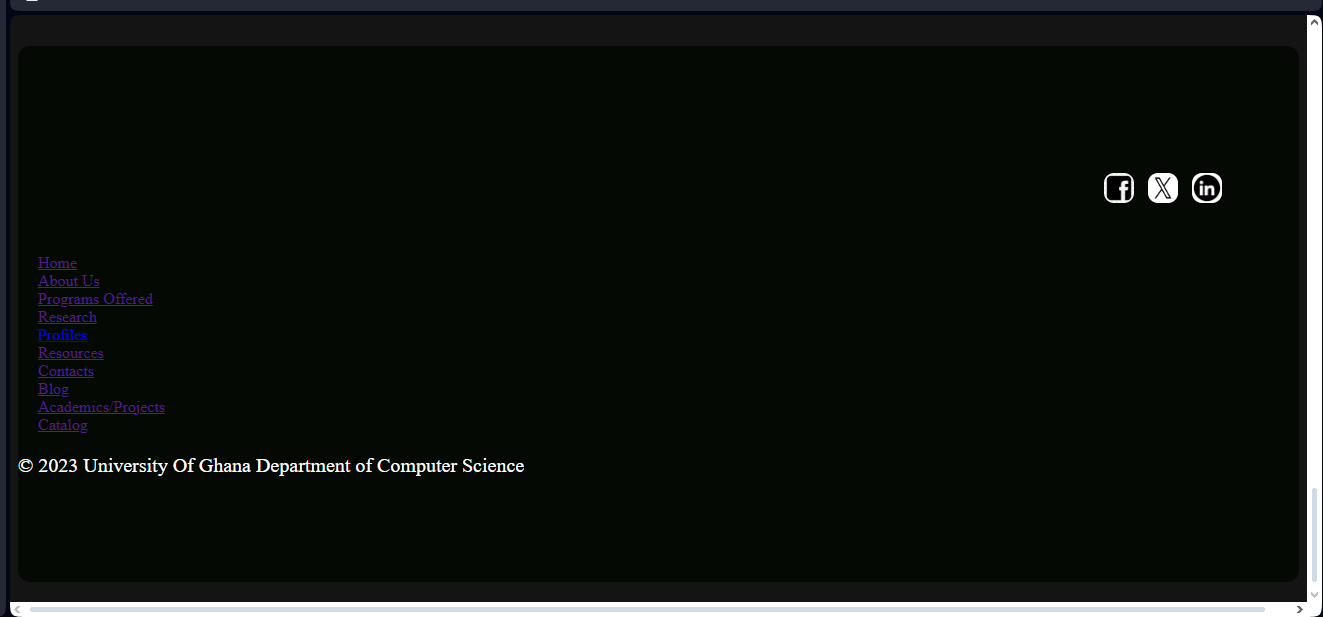 f 𝕏 in
Home
About Us
Programs Offered
Research
Profiles
Resources
Contacts
Blog
Academics/Projects
Catalog
© 2023 University Of Ghana Department of Computer Science